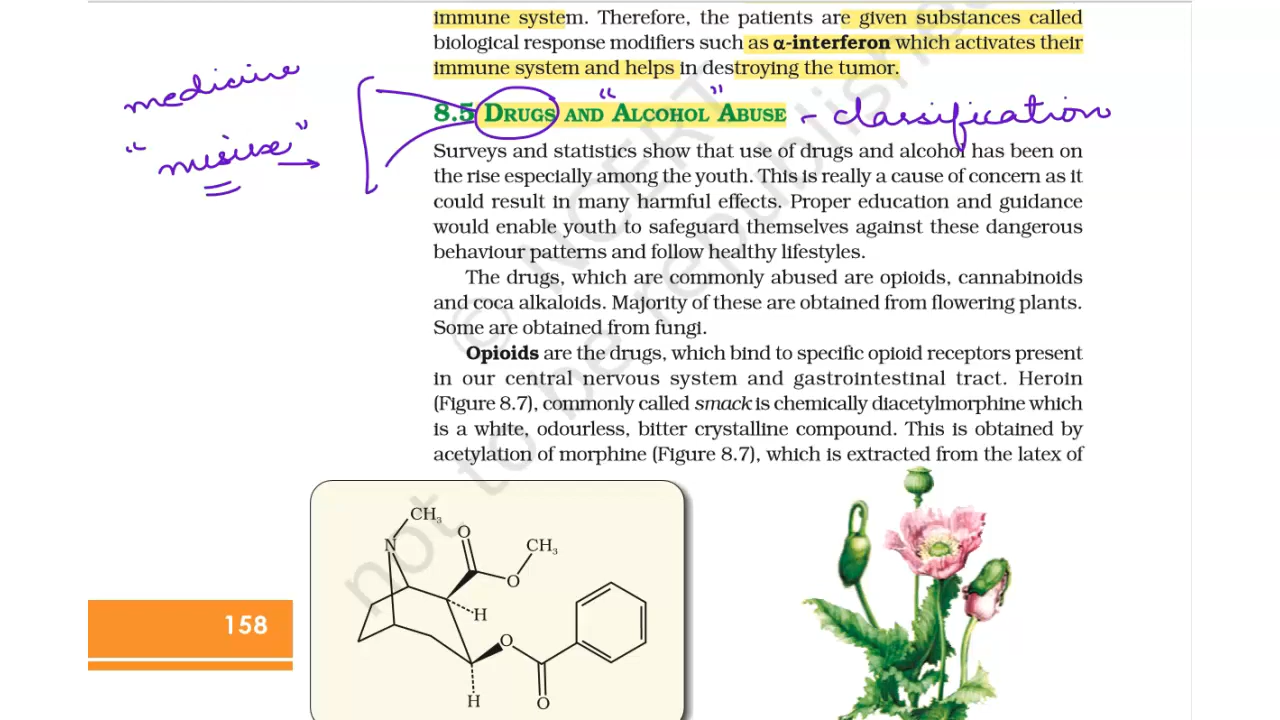 immune system. Therefore, the patients are given substances called
biological response modifiers such as α-interferon which activates their
immune system and helps in destroying the tumor.
medicine
"misuse"
8.5 DRUGS AND "ALCOHOL" ABUSE - classification
Surveys and statistics show that use of drugs and alcohol has been on
the rise especially among the youth. This is really a cause of concern as it
could result in many harmful effects. Proper education and guidance
would enable youth to safeguard themselves against these dangerous
behaviour patterns and follow healthy lifestyles.
The drugs, which are commonly abused are opioids, cannabinoids
and coca alkaloids. Majority of these are obtained from flowering plants.
Some are obtained from fungi.
Opioids are the drugs, which bind to specific opioid receptors present
in our central nervous system and gastrointestinal tract. Heroin
(Figure 8.7), commonly called smack is chemically diacetylmorphine which
is a white, odourless, bitter crystalline compound. This is obtained by
acetylation of morphine (Figure 8.7), which is extracted from the latex of
© NCERT
not to be republished
CH₃
N
O
CH₃
O
H
O
H
O
158